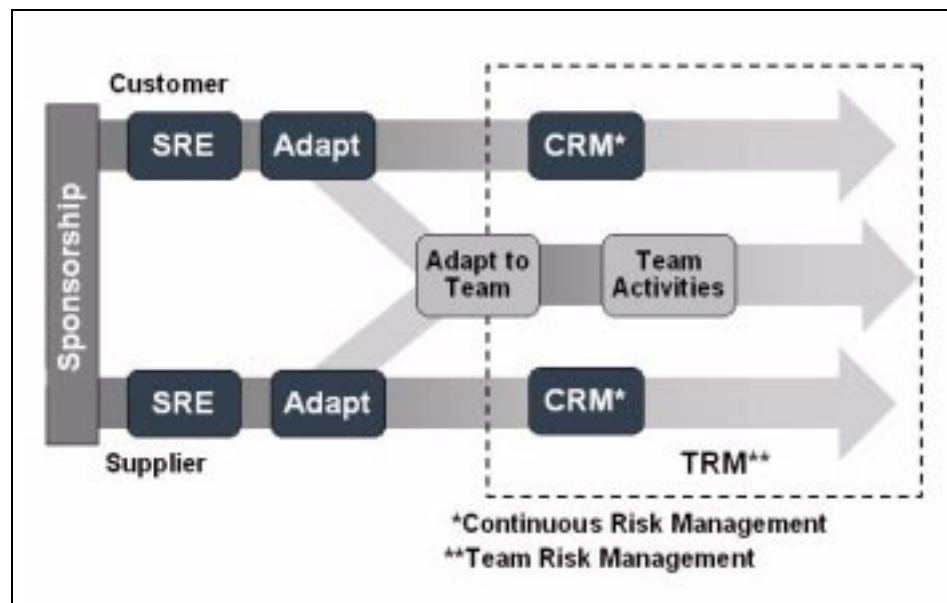 Customer
SRE
Adapt
CRM*
Sponsorship
Adapt to
Team
Team
Activities
SRE
Adapt
CRM*
Supplier
TRM**
*Continuous Risk Management
**Team Risk Management